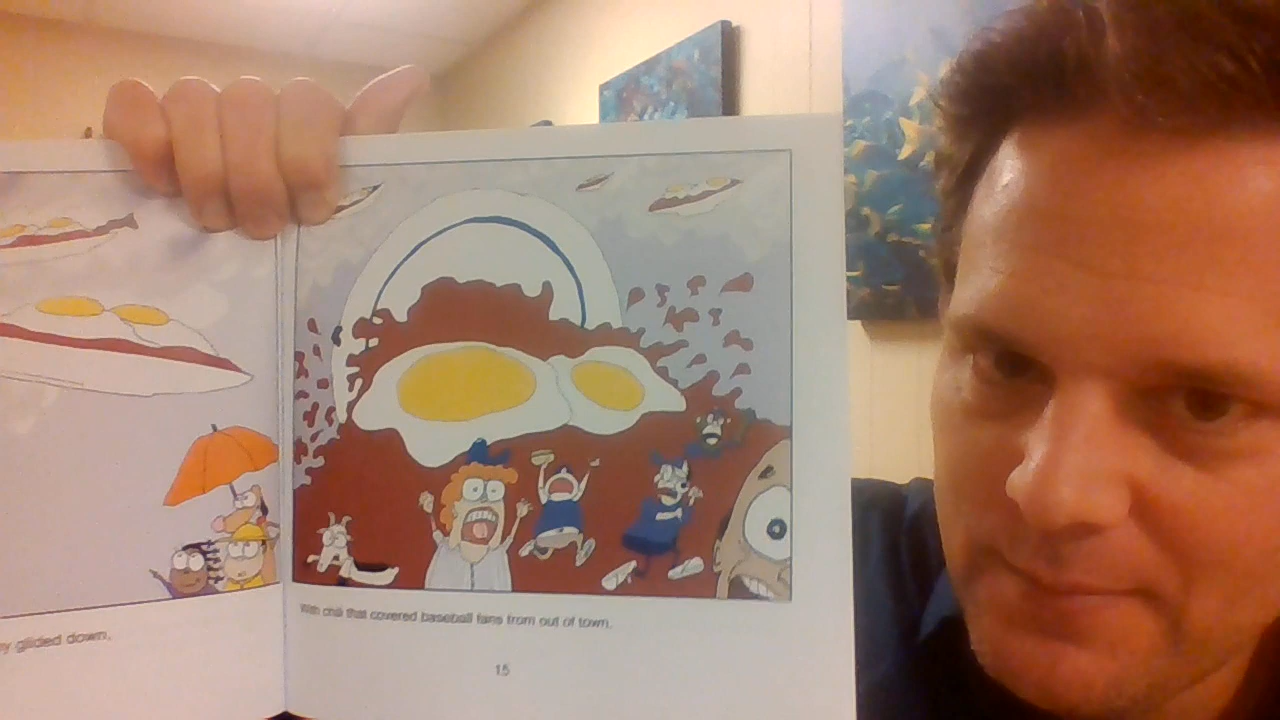 y glided down,
With chili that covered baseball fans from out of town.
15